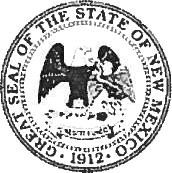 GREAT SEAL OF THE STATE OF NEW MEXICO
· 1912 ·